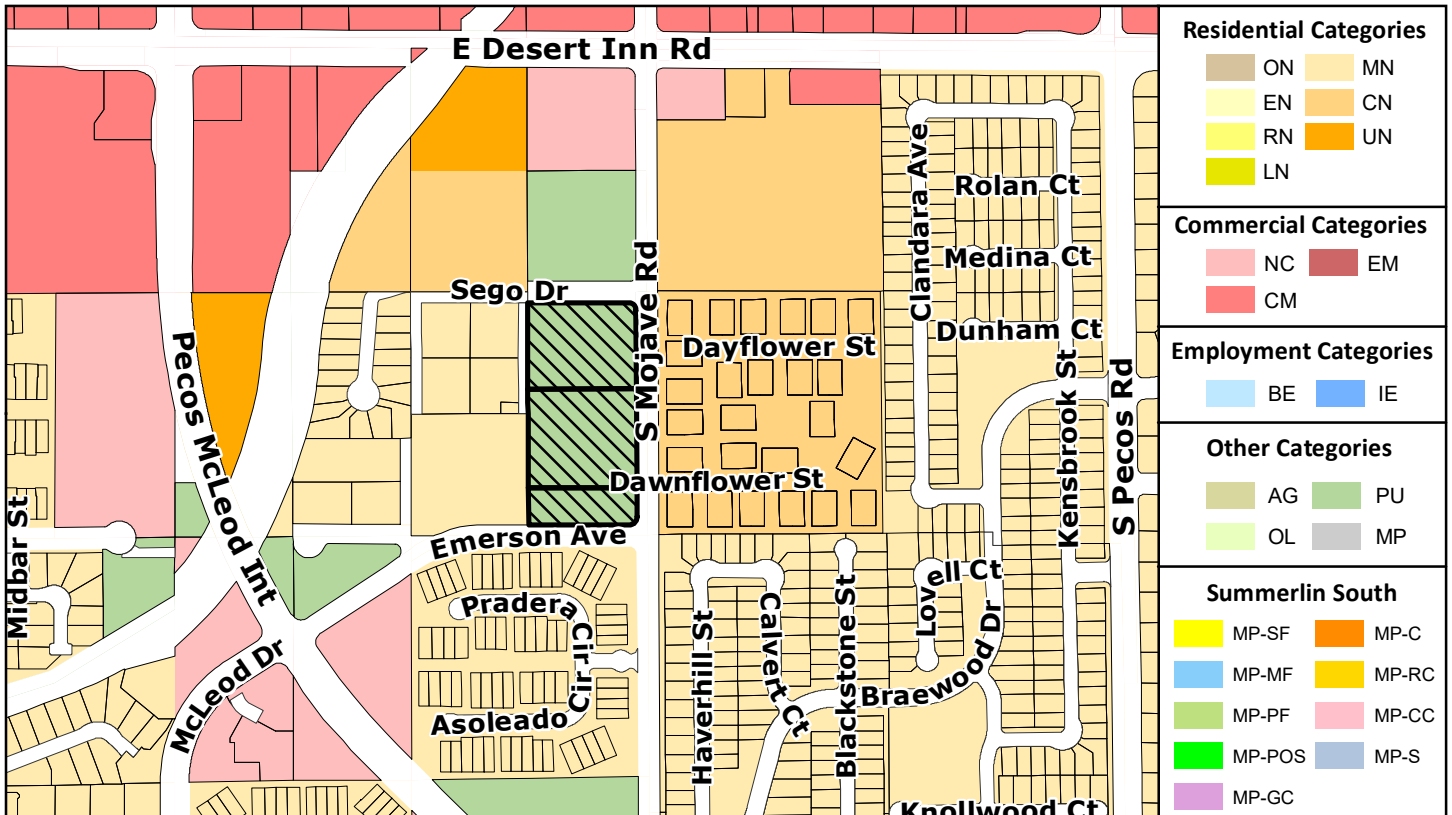 E Desert Inn Rd
Clandara Ave
Rolan Ct
Medina Ct
Sego Dr
S Mojave Rd
Dunham Ct
Dayflower St
Pecos McLeod Int
Kensbrook St
S Pecos Rd
Dawnflower St
Midbar St
Emerson Ave
Lovell Ct
Pradera Cir
Haverhill St
Calvert Ct
Blackstone St
McLeod Dr
Braewood Dr
Asoleado Cir
Knollwood Ct
Residential Categories
ON MN
EN CN
RN UN
LN
Commercial Categories
NC EM
CM
Employment Categories
BE IE
Other Categories
AG PU
OL MP
Summerlin South
MP-SF MP-C
MP-MF MP-RC
MP-PF MP-CC
MP-POS MP-S
MP-GC